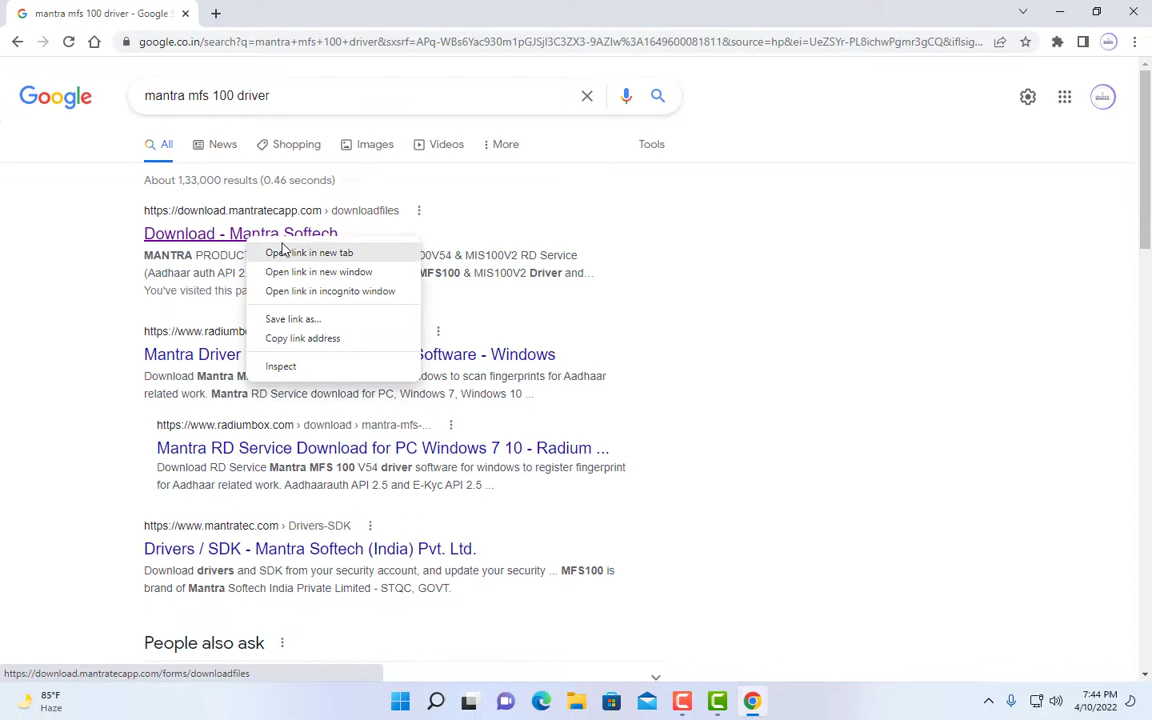 mantra mfs 100 driver - Google S
google.co.in/search?q=mantra+mfs+100+driver&sxsrf=APq-WBs6Yac930m1pGJSjI3C3ZX3-9AZIw%3A1649600081811&source=hp&ei=UeZSYr-PL8ichwPgmr3gCQ&iflsig...
Google
mantra mfs 100 driver
All
News
Shopping
Images
Videos
More
Tools
About 1,33,000 results (0.46 seconds)
https://download.mantratecapp.com › downloadfiles
Download - Mantra Softech
Open link in new tab
MANTRA PRODUC
00V54 & MIS100V2 RD Service
Open link in new window
(Aadhaar auth API 2.
MFS100 & MIS100V2 Driver and...
You've visited this pa
Open link in incognito window
Save link as...
https://www.radiumb
Copy link address
Mantra Driver
Software - Windows
Inspect
Download Mantra M
dows to scan fingerprints for Aadhaar
related work. Mantra RD Service download for PC, Windows 7, Windows 10 ...
https://www.radiumbox.com › download › mantra-mfs-...
Mantra RD Service Download for PC Windows 7 10 - Radium ...
Download RD Service Mantra MFS 100 V54 driver software for windows to register fingerprint
for Aadhaar related work. Aadhaarauth API 2.5 and E-Kyc API 2.5 ...
https://www.mantratec.com › Drivers-SDK
Drivers / SDK - Mantra Softech (India) Pvt. Ltd.
Download drivers and SDK from your security account, and update your security ... MFS100 is
brand of Mantra Softech India Private Limited - STQC, GOVT.
People also ask
https://download.mantratecapp.com/forms/downloadfiles
85°F
Haze
7:44 PM
4/10/2022